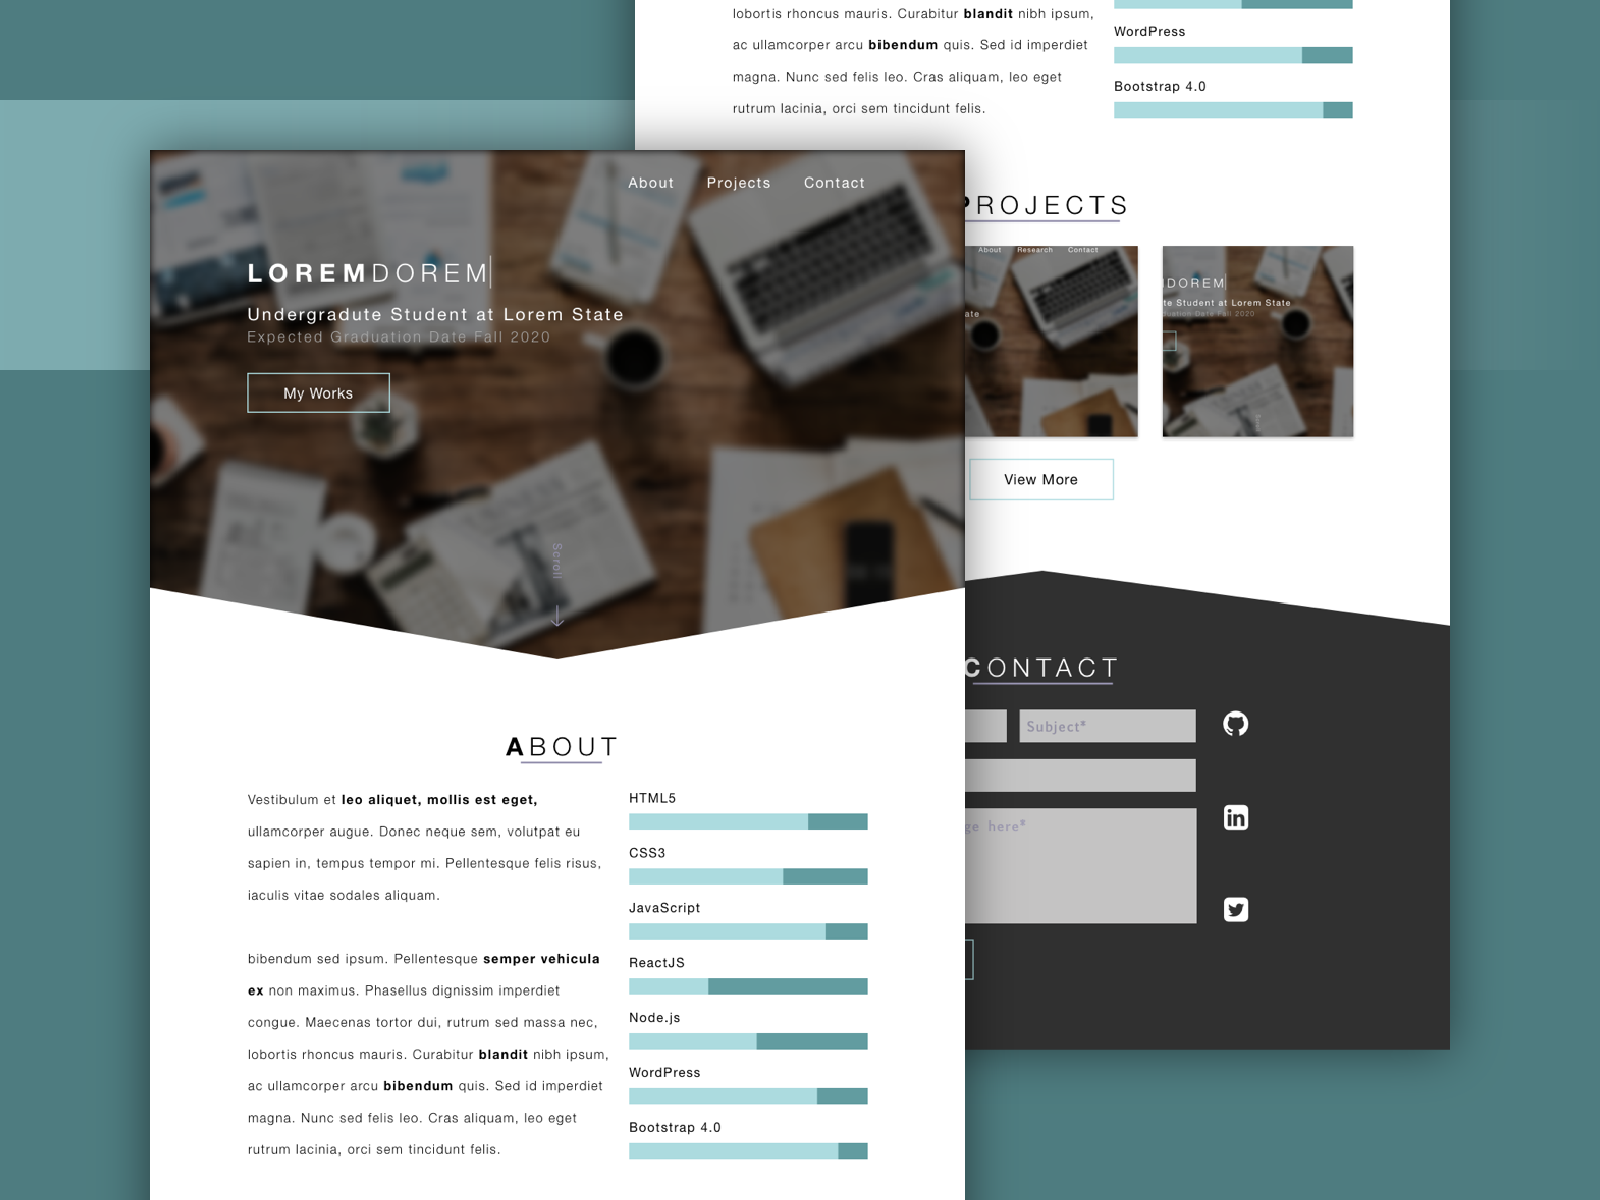 About Projects Contact
LOREMDOREM
Undergradute Student at Lorem State
Expected Graduation Date Fall 2020
My Works
Scroll
ABOUT
Vestibulum et leo aliquet, mollis est eget,
ullamcorper augue. Donec neque sem, volutpat eu
sapien in, tempus tempor mi. Pellentesque felis risus,
iaculis vitae sodales aliquam.
bibendum sed ipsum. Pellentesque semper vehicula
ex non maximus. Phasellus dignissim imperdiet
congue. Maecenas tortor dui, rutrum sed massa nec,
lobortis rhoncus mauris. Curabitur blandit nibh ipsum,
ac ullamcorper arcu bibendum quis. Sed id imperdiet
magna. Nunc sed felis leo. Cras aliquam, leo eget
rutrum lacinia, orci sem tincidunt felis.
HTML5
CSS3
JavaScript
ReactJS
Node.js
WordPress
Bootstrap 4.0
lobortis rhoncus mauris. Curabitur blandit nibh ipsum,
ac ullamcorper arcu bibendum quis. Sed id imperdiet
magna. Nunc sed felis leo. Cras aliquam, leo eget
rutrum lacinia, orci sem tincidunt felis.
WordPress
Bootstrap 4.0
PROJECTS
About Research Contact
ate
DOREM
te Student at Lorem State
duation Date Fall 2020
View More
CONTACT
Subject*
ge here*
in